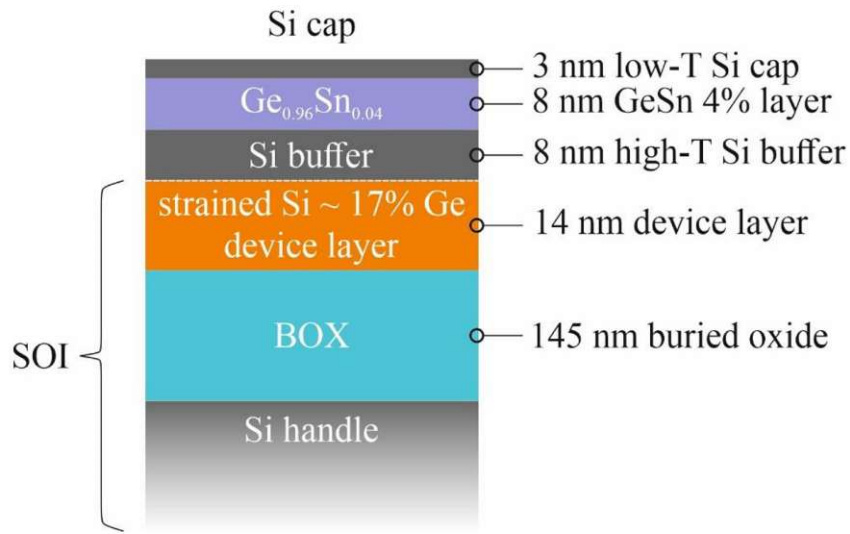 Si cap
3 nm low-T Si cap
Ge0.96Sn0.04
8 nm GeSn 4% layer
Si buffer
8 nm high-T Si buffer
strained Si ~ 17% Ge
device layer
14 nm device layer
SOI
BOX
145 nm buried oxide
Si handle